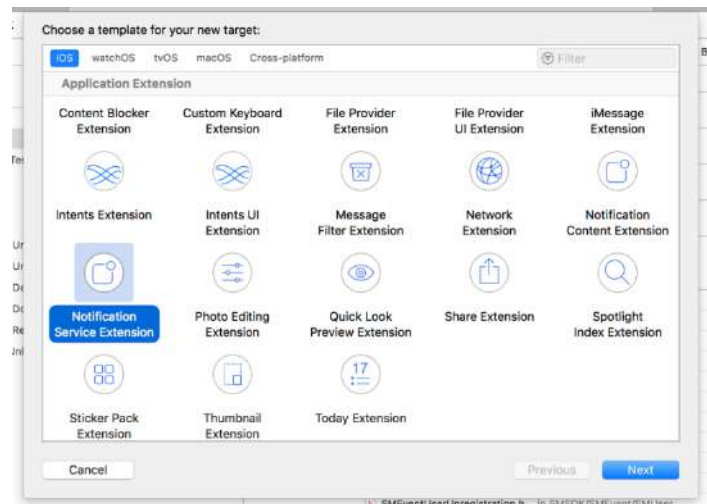 Choose a template for your new target:
iOS watchOS tvOS macOS Cross-platform Filter
B
Application Extension
Content Blocker Custom Keyboard File Provider File Provider iMessage
Extension Extension Extension UI Extension Extension
Intents Extension Intents UI Message Network Notification
Extension Filter Extension Extension Content Extension
Notification Photo Editing Quick Look Share Extension Spotlight
Service Extension Extension Preview Extension Index Extension
17
Sticker Pack Thumbnail Today Extension
Extension Extension
Cancel Previous Next